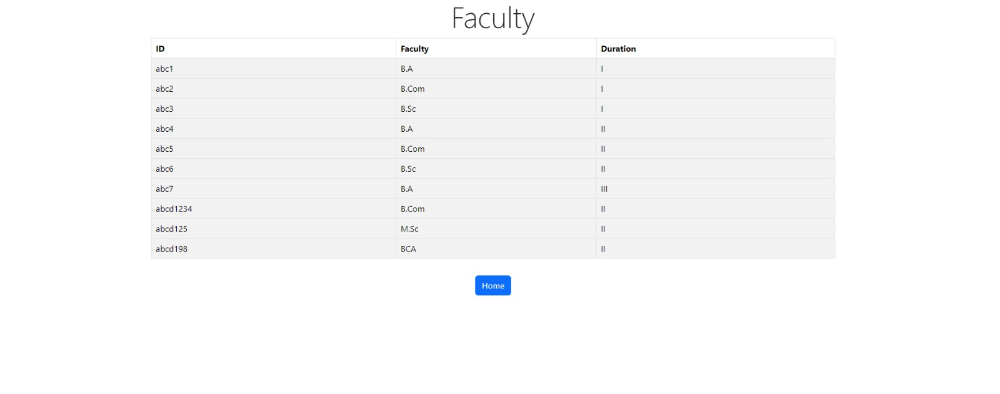 Faculty
ID Faculty Duration
abc1 B.A I
abc2 B.Com I
abc3 B.Sc I
abc4 B.A II
abc5 B.Com II
abc6 B.Sc II
abc7 B.A III
abcd1234 B.Com II
abcd125 M.Sc II
abcd198 BCA II
Home